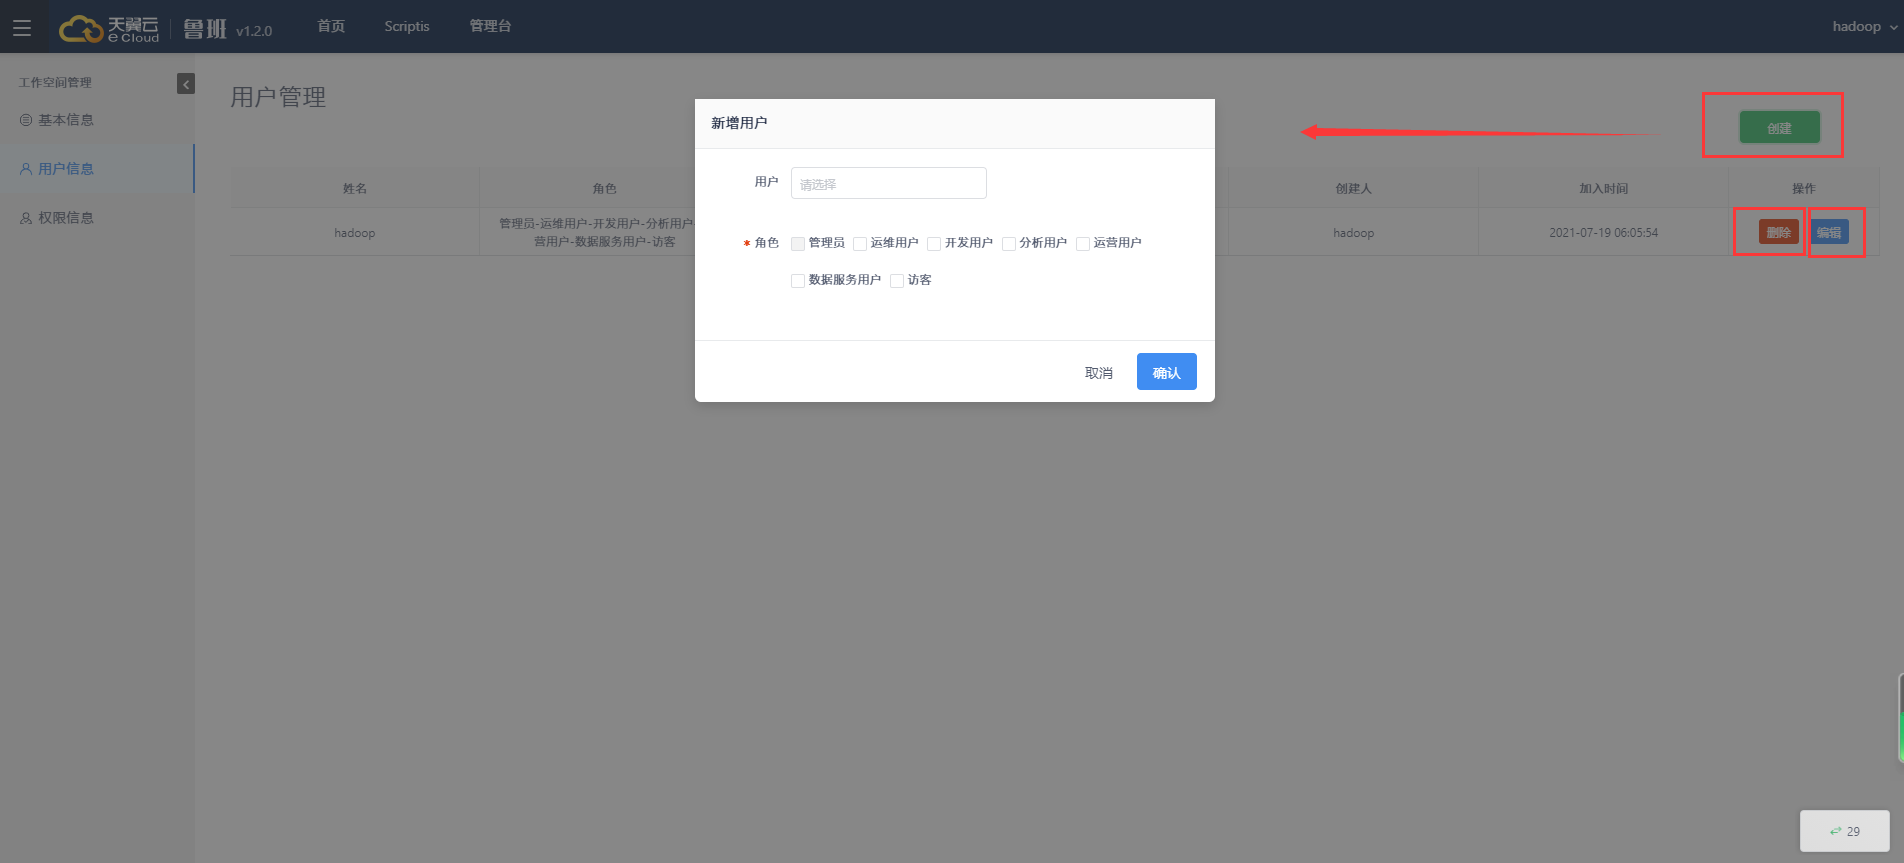 天翼云
e Cloud
鲁班 v1.2.0
首页 Scriptis 管理台
hadoop
工作空间管理
基本信息
用户信息
权限信息
用户管理
创建
姓名 角色 创建人 加入时间 操作
hadoop
管理员-运维用户-开发用户-分析用户-
营用户-数据服务用户-访客
hadoop 2021-07-19 06:05:54 删除 编辑
新增用户
用户 请选择
* 角色 管理员 运维用户 开发用户 分析用户 运营用户
数据服务用户 访客
取消 确认
29